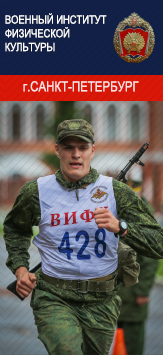 ВОЕННЫЙ ИНСТИТУТ
ФИЗИЧЕСКОЙ
КУЛЬТУРЫ
г.САНКТ-ПЕТЕРБУРГ
ВИФК
428